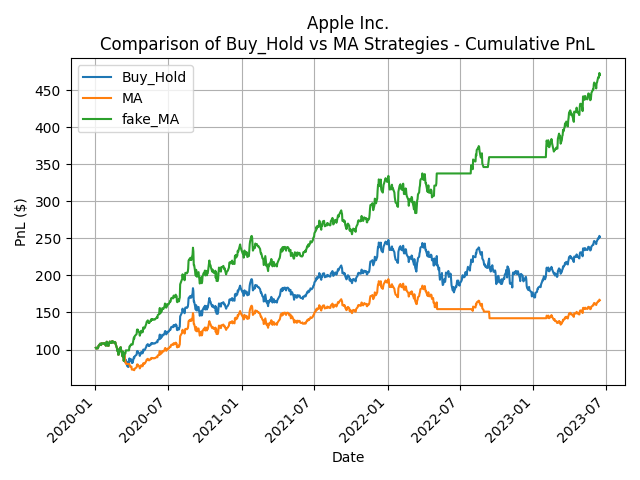 Apple Inc.
Comparison of Buy_Hold vs MA Strategies - Cumulative PnL
Buy_Hold
MA
fake_MA
450
400
350
300
250
200
150
100
PnL ($)
2020-01
2020-07
2021-01
2021-07
2022-01
2022-07
2023-01
2023-07
Date